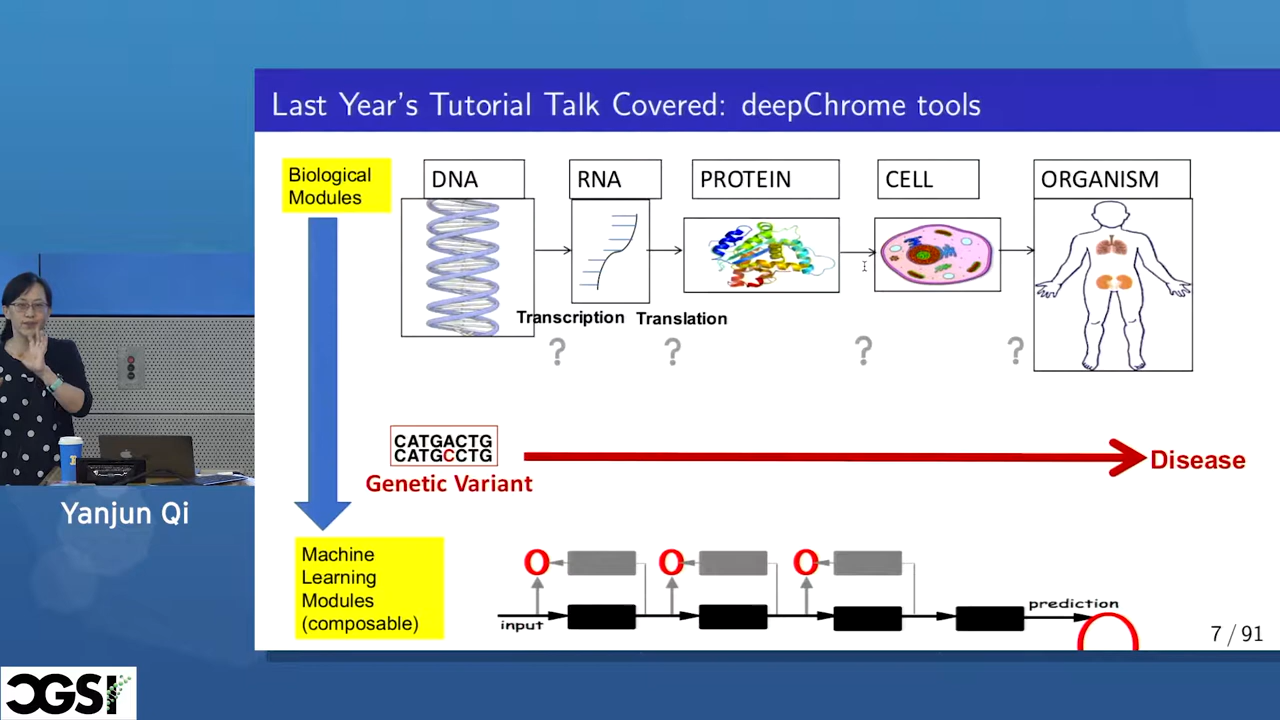 Last Year's Tutorial Talk Covered: deepChrome tools
Biological
Modules
DNA
RNA
PROTEIN
CELL
ORGANISM
Transcription
Translation
?
?
?
?
CATGACTG
CATGCCTG
Genetic Variant
Disease
Machine
Learning
Modules
(composable)
input
prediction
7 / 91
Yanjun Qi
CGSI